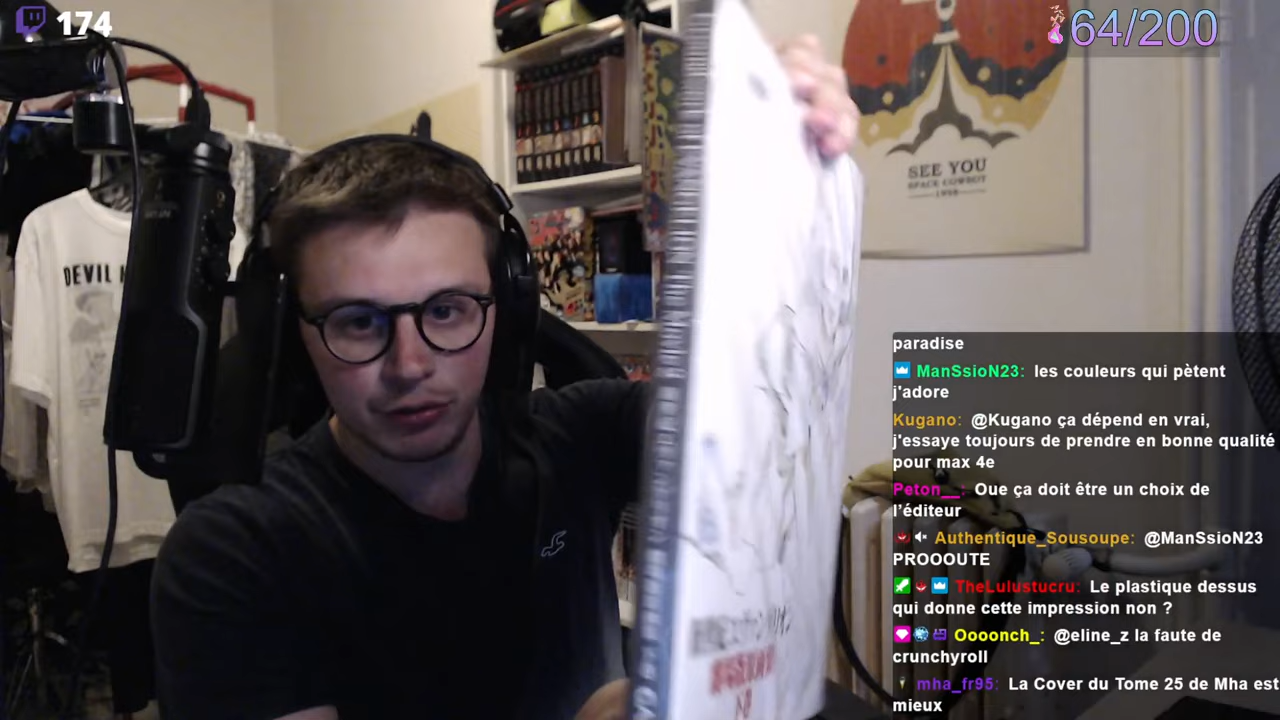 174
64/200
SEE YOU
SPACE COWBOY
1998
DEVIL
paradise
ManSsioN23: les couleurs qui pètent
j'adore
Kugano: @Kugano ça dépend en vrai,
j'essaye toujours de prendre en bonne qualité
pour max 4e
Peton__: Oue ça doit être un choix de
l'éditeur
Authentique_Sousoupe: @ManSsioN23
PROOOUTE
TheLulustucru: Le plastique dessus
qui donne cette impression non ?
Oooonch_: @eline_z la faute de
crunchyroll
mha_fr95: La Cover du Tome 25 de Mha est
mieux